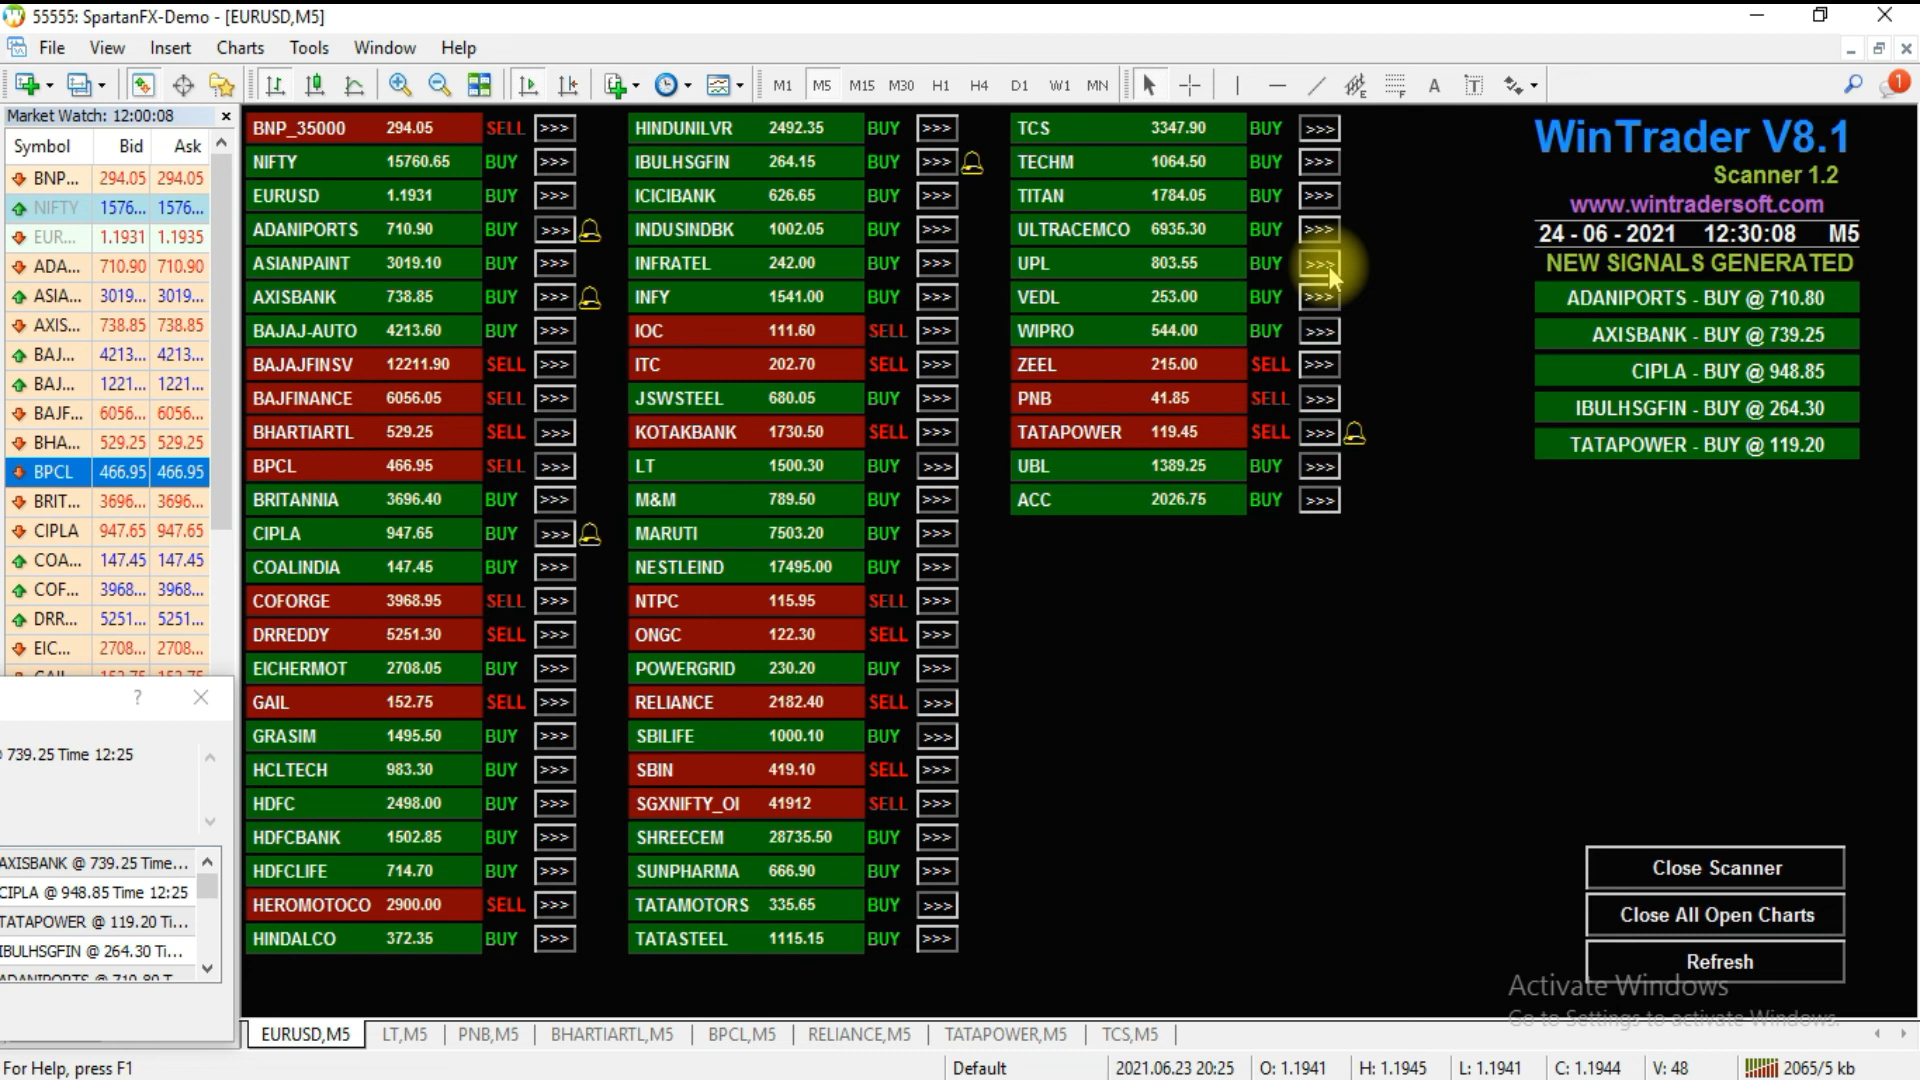 55555: SpartanFX-Demo - [EURUSD,M5]
File View Insert Charts Tools Window Help
M1 M5 M15 M30 H1 H4 D1 W1 MN A T 1
Market Watch: 12:00:08
Symbol Bid Ask
BNP... 294.05 294.05
NIFTY 1576... 1576...
EUR... 1.1931 1.1935
ADA... 710.90 710.90
ASIA... 3019... 3019...
AXIS... 738.85 738.85
BAJ... 4213... 4213...
BAJ... 1221... 1221...
BAJF... 6056... 6056...
BHA... 529.25 529.25
BPCL 466.95 466.95
BRIT... 3696... 3696...
CIPLA 947.65 947.65
COA... 147.45 147.45
COF... 3968... 3968...
DRR... 5251... 5251...
EIC... 2708... 2708...
?
739.25 Time 12:25
AXISBANK @ 739.25 Time...
CIPLA @ 948.85 Time 12:25
TATAPOWER @ 119.20 Ti...
IBULHSGFIN @ 264.30 Ti...
ADANIPORTS @ 710.80 T...
BNP_35000 294.05 SELL >>>
NIFTY 15760.65 BUY >>>
EURUSD 1.1931 BUY >>>
ADANIPORTS 710.90 BUY >>>
ASIANPAINT 3019.10 BUY >>>
AXISBANK 738.85 BUY >>>
BAJAJ-AUTO 4213.60 BUY >>>
BAJAJFINSV 12211.90 SELL >>>
BAJFINANCE 6056.05 SELL >>>
BHARTIARTL 529.25 SELL >>>
BPCL 466.95 SELL >>>
BRITANNIA 3696.40 BUY >>>
CIPLA 947.65 BUY >>>
COALINDIA 147.45 BUY >>>
COFORGE 3968.95 SELL >>>
DRREDDY 5251.30 SELL >>>
EICHERMOT 2708.05 BUY >>>
GAIL 152.75 SELL >>>
GRASIM 1495.50 BUY >>>
HCLTECH 983.30 BUY >>>
HDFC 2498.00 BUY >>>
HDFCBANK 1502.85 BUY >>>
HDFCLIFE 714.70 BUY >>>
HEROMOTOCO 2900.00 SELL >>>
HINDALCO 372.35 BUY >>>
HINDUNILVR 2492.35 BUY >>>
IBULHSGFIN 264.15 BUY >>>
ICICIBANK 626.65 BUY >>>
INDUSINDBK 1002.05 BUY >>>
INFRATEL 242.00 BUY >>>
INFY 1541.00 BUY >>>
IOC 111.60 SELL >>>
ITC 202.70 SELL >>>
JSWSTEEL 680.05 BUY >>>
KOTAKBANK 1730.50 SELL >>>
LT 1500.30 BUY >>>
M&M 789.50 BUY >>>
MARUTI 7503.20 BUY >>>
NESTLEIND 17495.00 BUY >>>
NTPC 115.95 SELL >>>
ONGC 122.30 SELL >>>
POWERGRID 230.20 BUY >>>
RELIANCE 2182.40 SELL >>>
SBILIFE 1000.10 BUY >>>
SBIN 419.10 SELL >>>
SGXNIFTY_OI 41912 SELL >>>
SHREECEM 28735.50 BUY >>>
SUNPHARMA 666.90 BUY >>>
TATAMOTORS 335.65 BUY >>>
TATASTEEL 1115.15 BUY >>>
TCS 3347.90 BUY >>>
TECHM 1064.50 BUY >>>
TITAN 1784.05 BUY >>>
ULTRACEMCO 6935.30 BUY >>>
UPL 803.55 BUY >>>
VEDL 253.00 BUY >>>
WIPRO 544.00 BUY >>>
ZEEL 215.00 SELL >>>
PNB 41.85 SELL >>>
TATAPOWER 119.45 SELL >>>
UBL 1389.25 BUY >>>
ACC 2026.75 BUY >>>
WinTrader V8.1
Scanner 1.2
www.wintradersoft.com
24 - 06 - 2021 12:30:08 M5
NEW SIGNALS GENERATED
ADANIPORTS - BUY @ 710.80
AXISBANK - BUY @ 739.25
CIPLA - BUY @ 948.85
IBULHSGFIN - BUY @ 264.30
TATAPOWER - BUY @ 119.20
Close Scanner
Close All Open Charts
Refresh
Activate Windows
Go to Settings to activate Windows.
EURUSD,M5 LT,M5 PNB,M5 BHARTIARTL,M5 BPCL,M5 RELIANCE,M5 TATAPOWER,M5 TCS,M5
For Help, press F1 Default 2021.06.23 20:25 O: 1.1941 H: 1.1945 L: 1.1941 C: 1.1944 V: 48 2065/5 kb